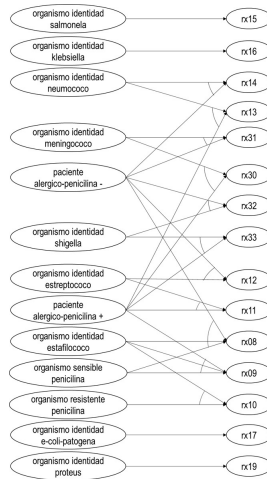 organismo identidad
salmonela
organismo identidad
klebsiella
organismo identidad
neumococo
organismo identidad
meningococo
paciente
alergico-penicilina -
organismo identidad
shigella
organismo identidad
estreptococo
paciente
alergico-penicilina +
organismo identidad
estafilococo
organismo sensible
penicilina
organismo resistente
penicilina
organismo identidad
e-coli-patogena
organismo identidad
proteus
rx15
rx16
rx14
rx13
rx31
rx30
rx32
rx33
rx12
rx11
rx08
rx09
rx10
rx17
rx19